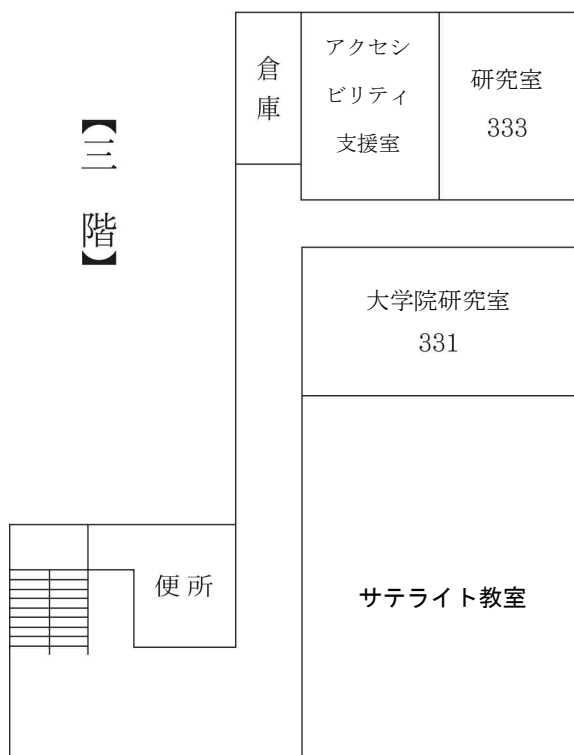 【三階】
倉庫
アクセシ
ビリティ
支援室
研究室
333
大学院研究室
331
便所
サテライト教室